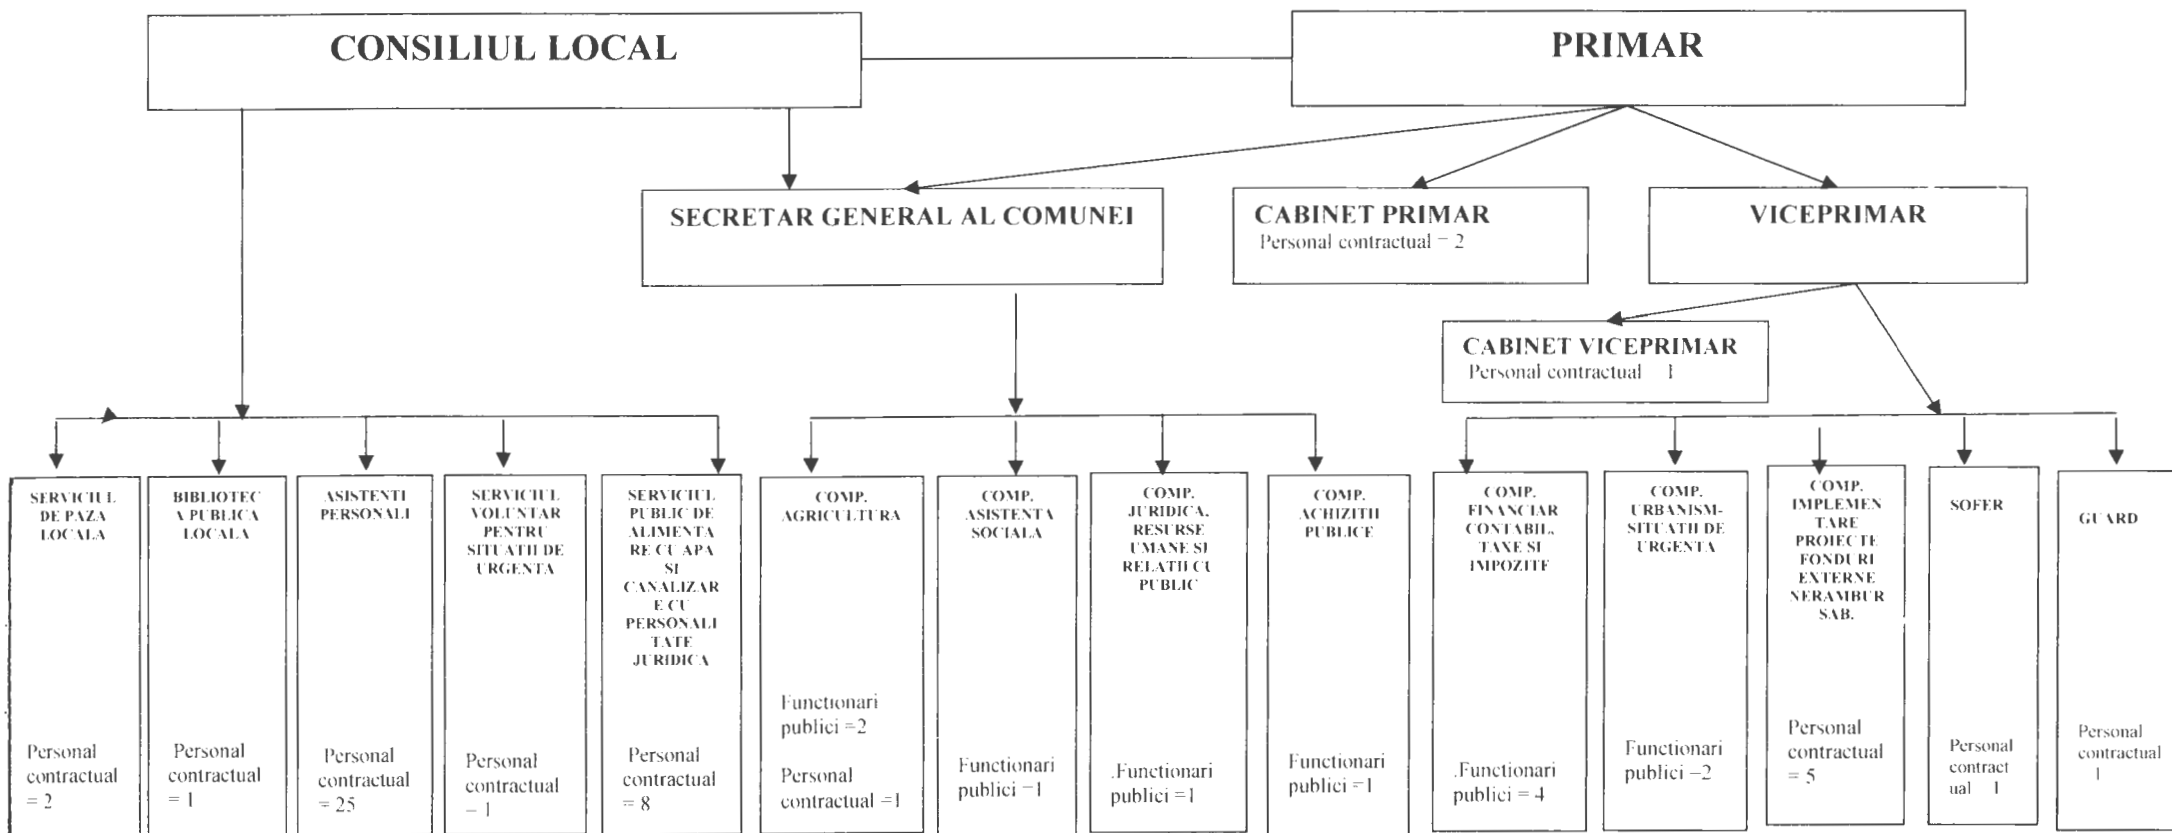 CONSILIUL LOCAL
PRIMAR
SECRETAR GENERAL AL COMUNEI
CABINET PRIMAR
Personal contractual = 2
VICEPRIMAR
CABINET VICEPRIMAR
Personal contractual = 1
SERVICIUL
DE PAZA
LOCALA
Personal
contractual
= 2
BIBLIOTEC
A PUBLICA
LOCALA
Personal
contractual
= 1
ASISTENTI
PERSONALI
Personal
contractual
= 25
SERVICIUL
VOLUNTAR
PENTRU
SITUATII DE
URGENTA
Personal
contractual
= 1
SERVICIUL
PUBLIC DE
ALIMENTA
RE CU APA
SI
CANALIZAR
E CU
PERSONALI
TATE
JURIDICA
Personal
contractual
= 8
COMP.
AGRICULTURA
Functionari
publici =2
Personal
contractual =1
COMP.
ASISTENTA
SOCIALA
Functionari
publici =1
COMP.
JURIDICA,
RESURSE
UMANE SI
RELATII CU
PUBLIC
.Functionari
publici =1
COMP.
ACHIZITII
PUBLICE
Functionari
publici =1
COMP.
FINANCIAR
CONTABIL,
TAXE SI
IMPOZITE
.Functionari
publici = 4
COMP.
URBANISM-
SITUATII DE
URGENTA
Functionari
publici =2
COMP.
IMPLEMEN
TARE
PROIECTE
FONDURI
EXTERNE
NERAMBUR
SAB.
Personal
contractual
= 5
SOFER
Personal
contract
ual = 1
GUARD
Personal
contractual
= 1